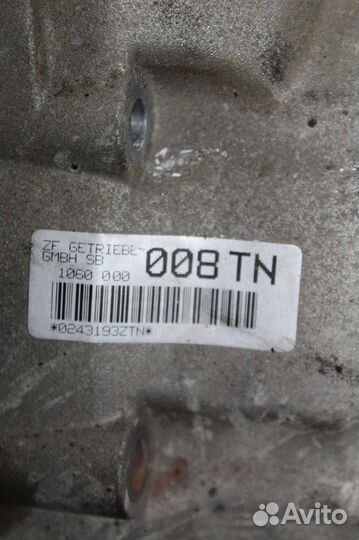 ZF GETRIEBE
GMBH SB
1060 000 008 TN
*0243193ZTN*
Avito